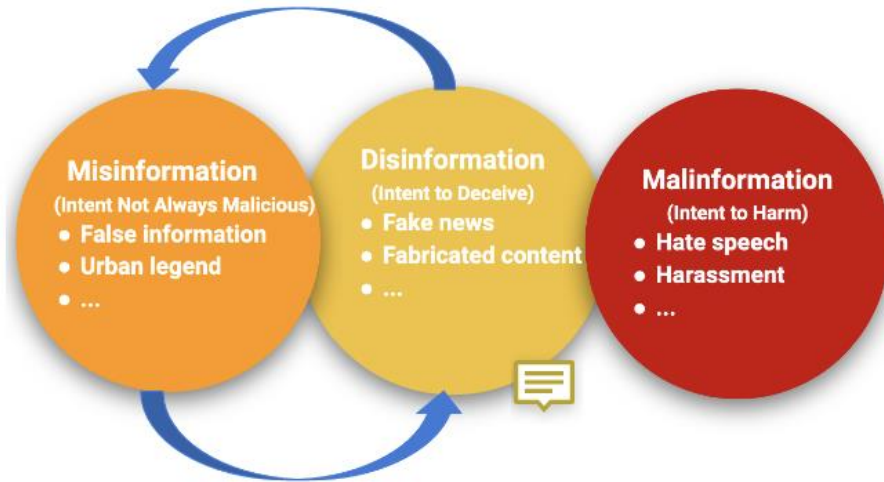 Misinformation
(Intent Not Always Malicious)
● False information
● Urban legend
● ...
Disinformation
(Intent to Deceive)
● Fake news
● Fabricated content
● ...
Malinformation
(Intent to Harm)
● Hate speech
● Harassment
● ...